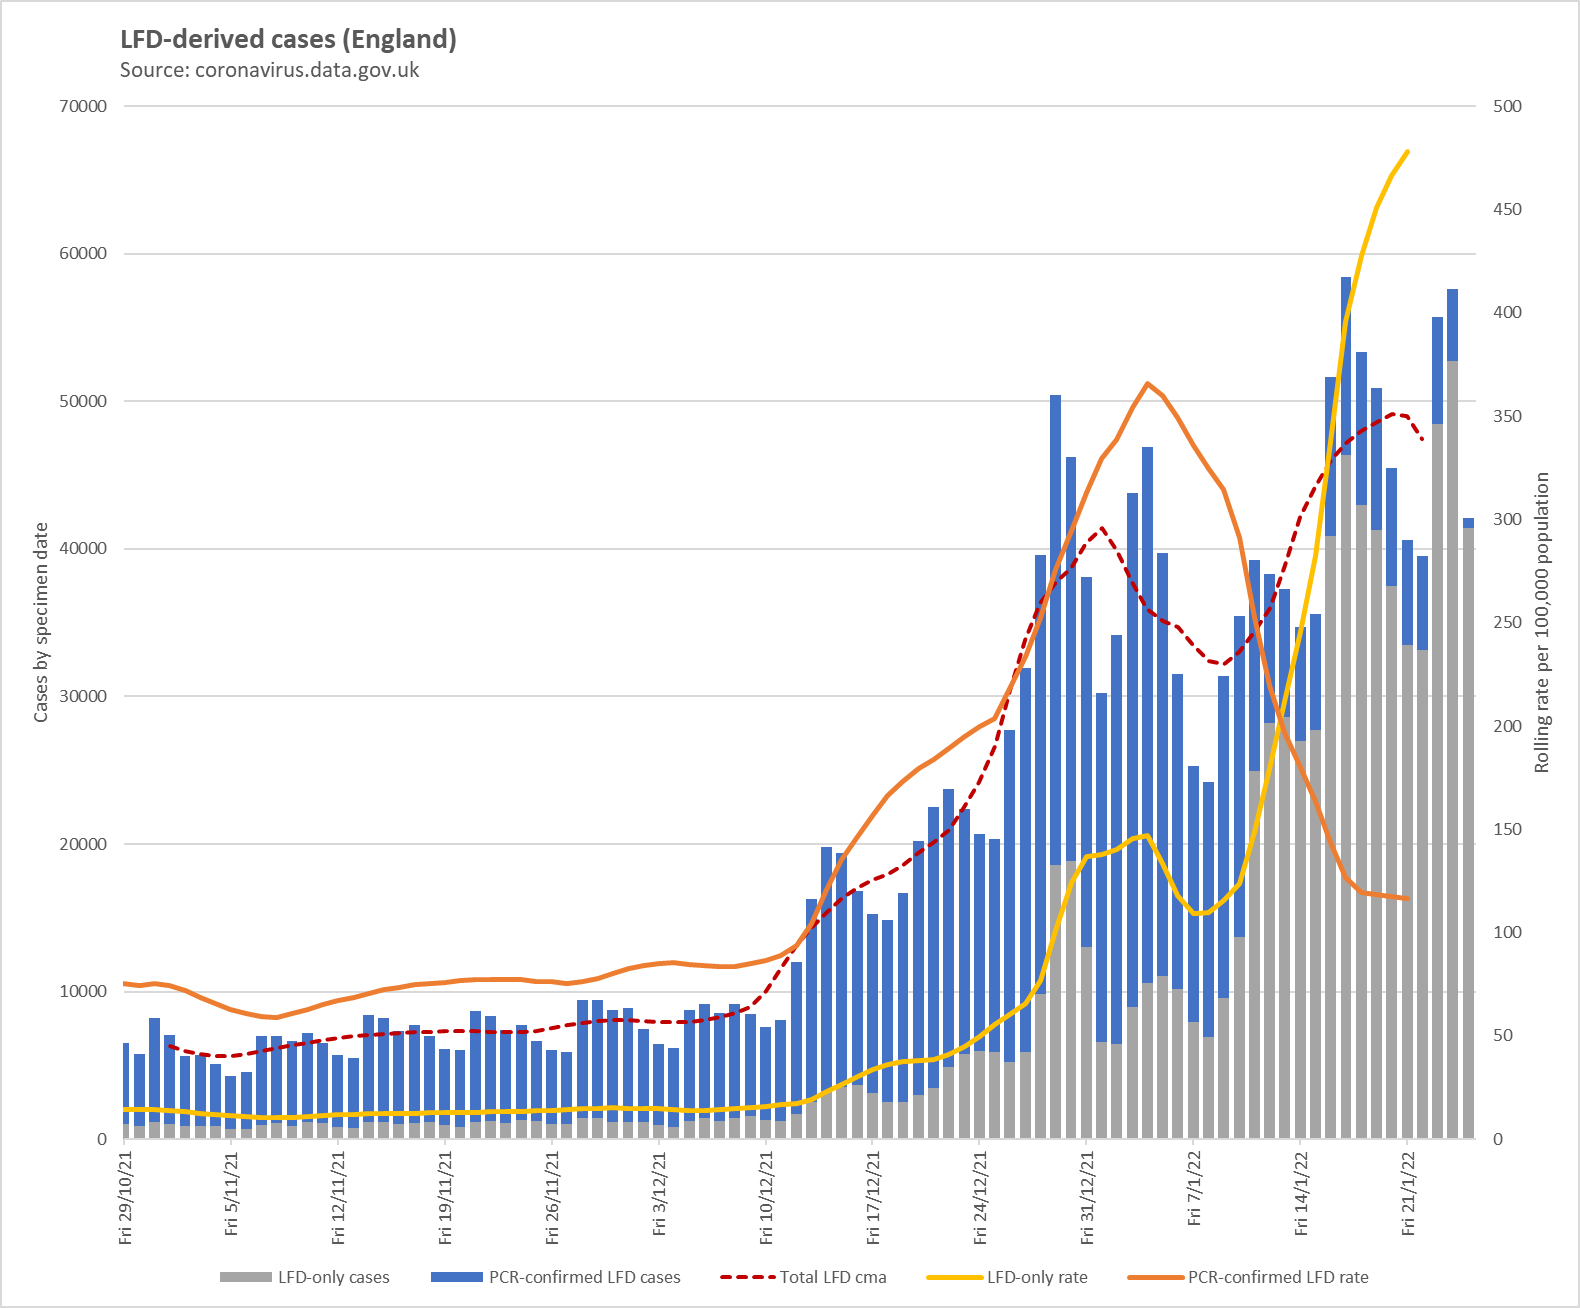 LFD-derived cases (England)
Source: coronavirus.data.gov.uk
70000
60000
50000
40000
30000
20000
10000
0
Cases by specimen date
500
450
400
350
300
250
200
150
100
50
0
Rolling rate per 100,000 population
Fri 29/10/21
Fri 5/11/21
Fri 12/11/21
Fri 19/11/21
Fri 26/11/21
Fri 3/12/21
Fri 10/12/21
Fri 17/12/21
Fri 24/12/21
Fri 31/12/21
Fri 7/1/22
Fri 14/1/22
Fri 21/1/22
LFD-only cases
PCR-confirmed LFD cases
Total LFD cma
LFD-only rate
PCR-confirmed LFD rate